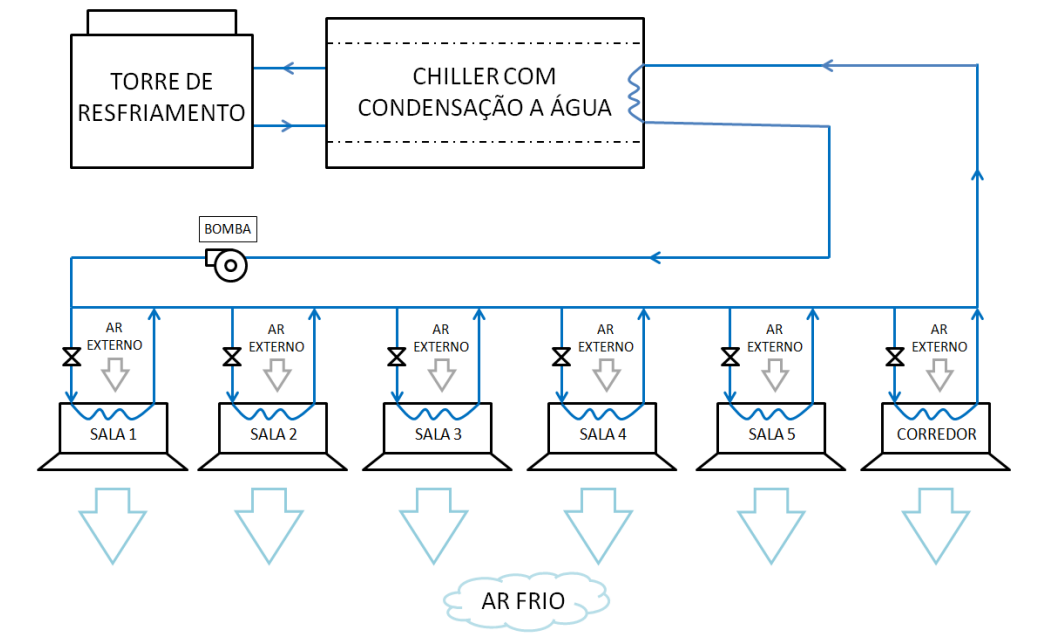 TORRE DE
RESFRIAMENTO
CHILLER COM
CONDENSAÇÃO A ÁGUA
BOMBA
AR
EXTERNO
AR
EXTERNO
AR
EXTERNO
AR
EXTERNO
AR
EXTERNO
AR
EXTERNO
SALA 1
SALA 2
SALA 3
SALA 4
SALA 5
CORREDOR
AR FRIO